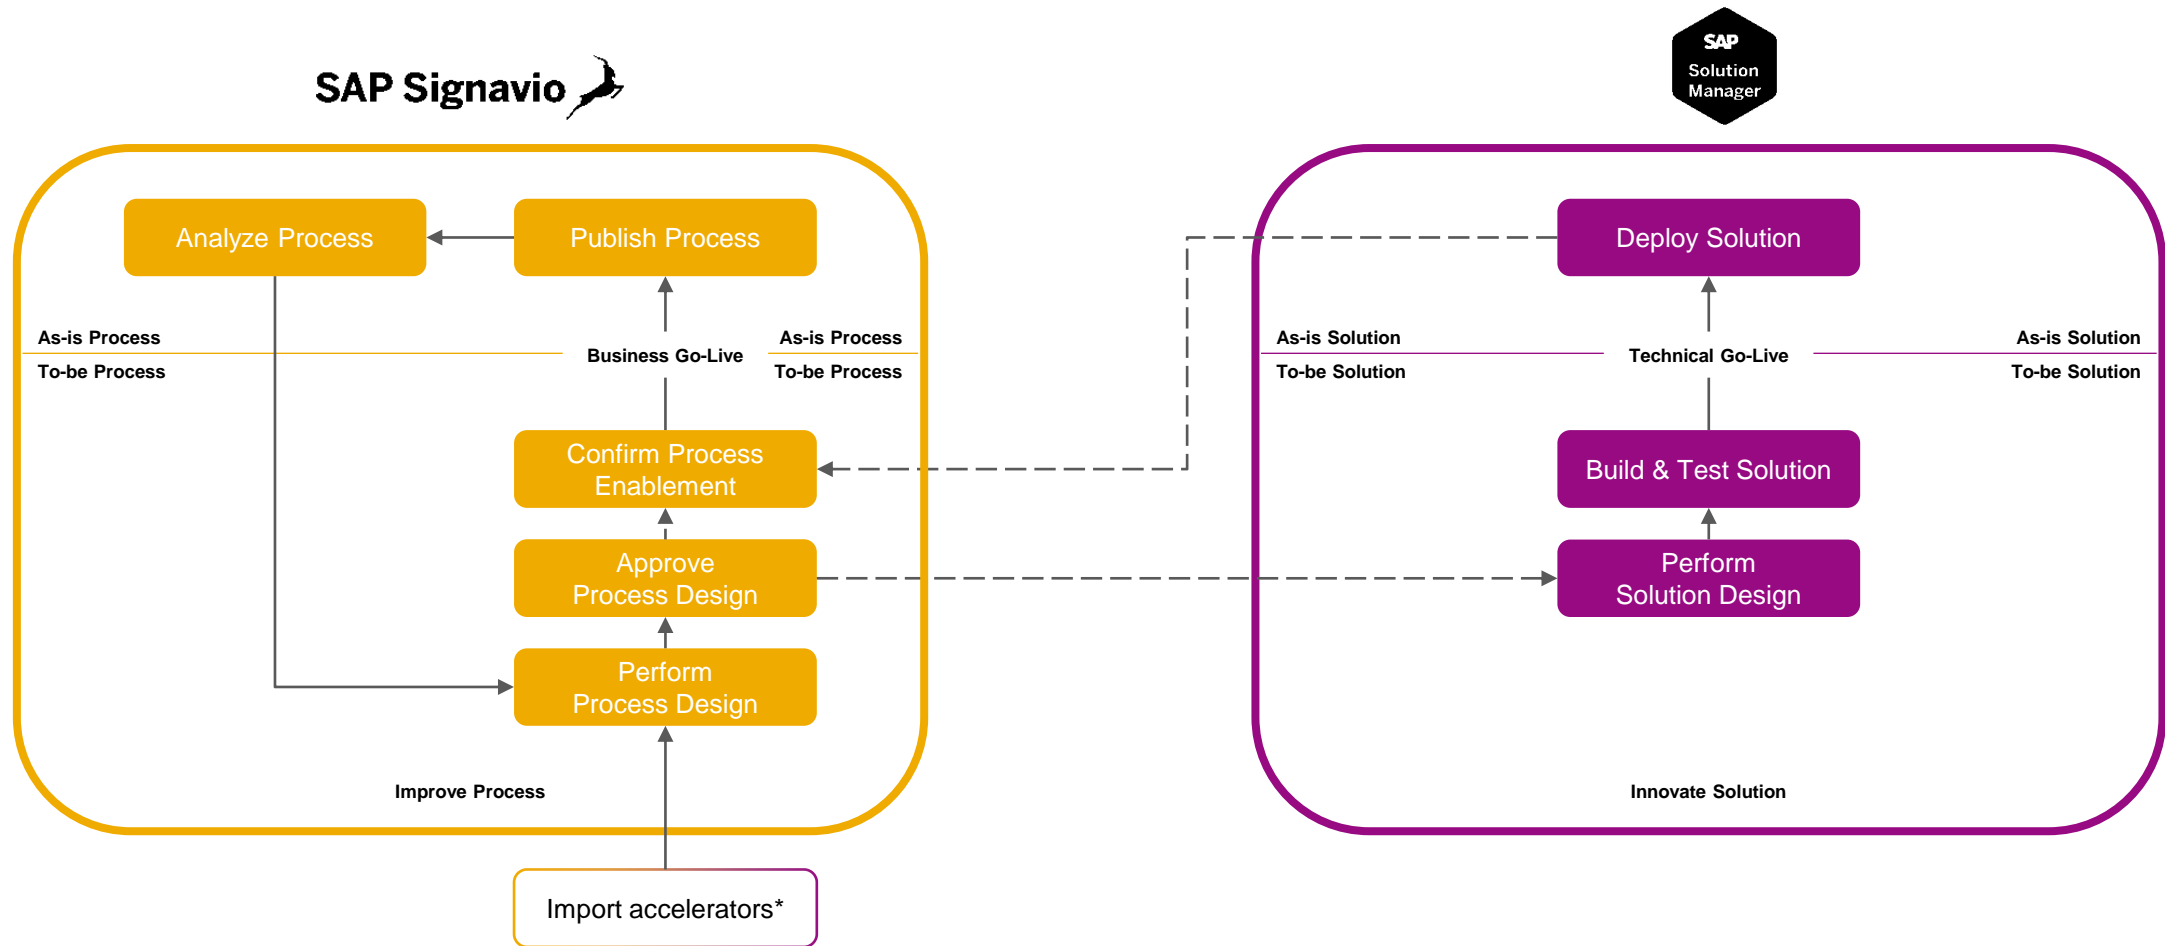 SAP Signavio
SAP
Solution
Manager
Analyze Process
Publish Process
As-is Process
To-be Process
Business Go-Live
As-is Process
To-be Process
Confirm Process
Enablement
Approve
Process Design
Perform
Process Design
Improve Process
Import accelerators*
Deploy Solution
As-is Solution
To-be Solution
Technical Go-Live
As-is Solution
To-be Solution
Build & Test Solution
Perform
Solution Design
Innovate Solution